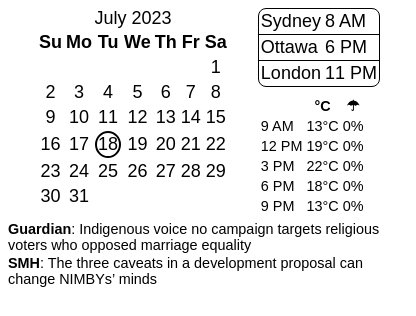 July 2023
Su Mo Tu We Th Fr Sa
1
2 3 4 5 6 7 8
9 10 11 12 13 14 15
16 17 18 19 20 21 22
23 24 25 26 27 28 29
30 31
Sydney 8 AM
Ottawa 6 PM
London 11 PM
°C ☂
9 AM 13°C 0%
12 PM 19°C 0%
3 PM 22°C 0%
6 PM 18°C 0%
9 PM 13°C 0%
Guardian: Indigenous voice no campaign targets religious
voters who opposed marriage equality
SMH: The three caveats in a development proposal can
change NIMBYs’ minds